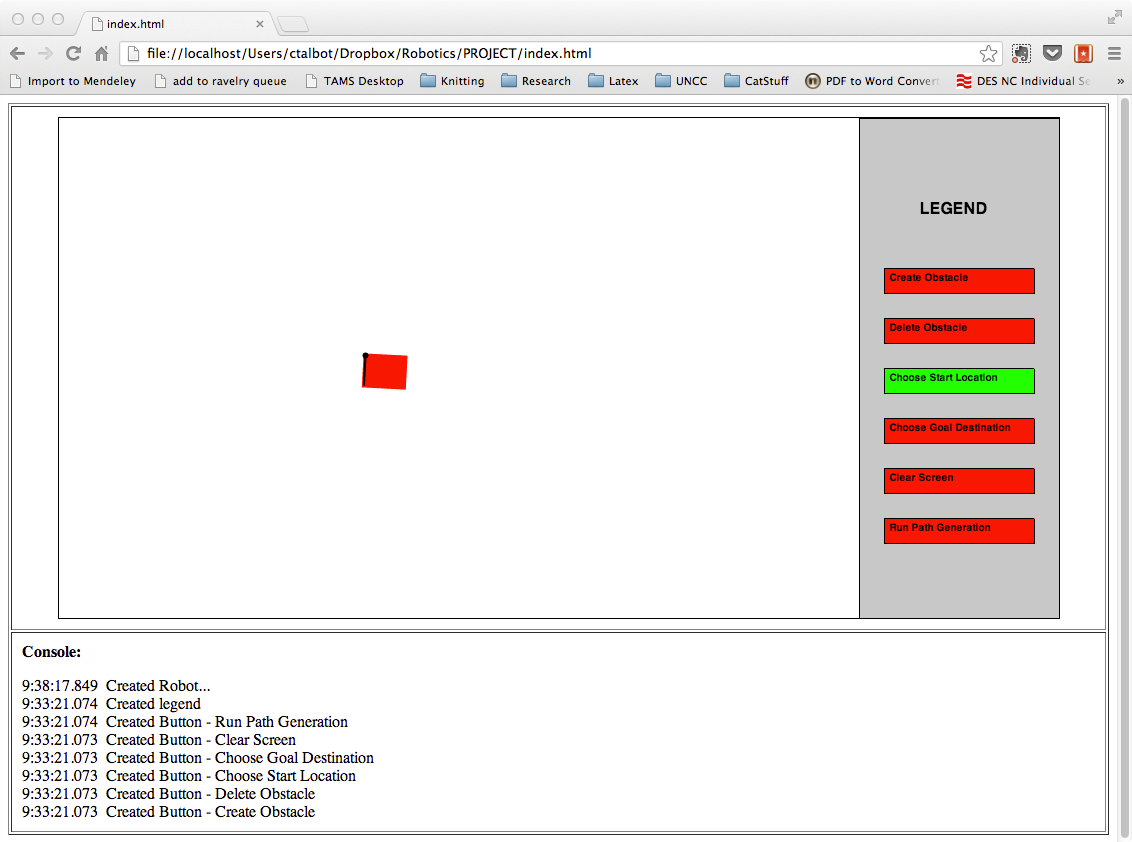 index.html
file://localhost/Users/ctalbot/Dropbox/Robotics/PROJECT/index.html
Import to Mendeley add to ravelry queue TAMS Desktop Knitting Research Latex UNCC CatStuff PDF to Word Convert DES NC Individual Se »
LEGEND
Create Obstacle
Delete Obstacle
Choose Start Location
Choose Goal Destination
Clear Screen
Run Path Generation
Console:
9:38:17.849 Created Robot...
9:33:21.074 Created legend
9:33:21.074 Created Button - Run Path Generation
9:33:21.073 Created Button - Clear Screen
9:33:21.073 Created Button - Choose Goal Destination
9:33:21.073 Created Button - Choose Start Location
9:33:21.073 Created Button - Delete Obstacle
9:33:21.073 Created Button - Create Obstacle